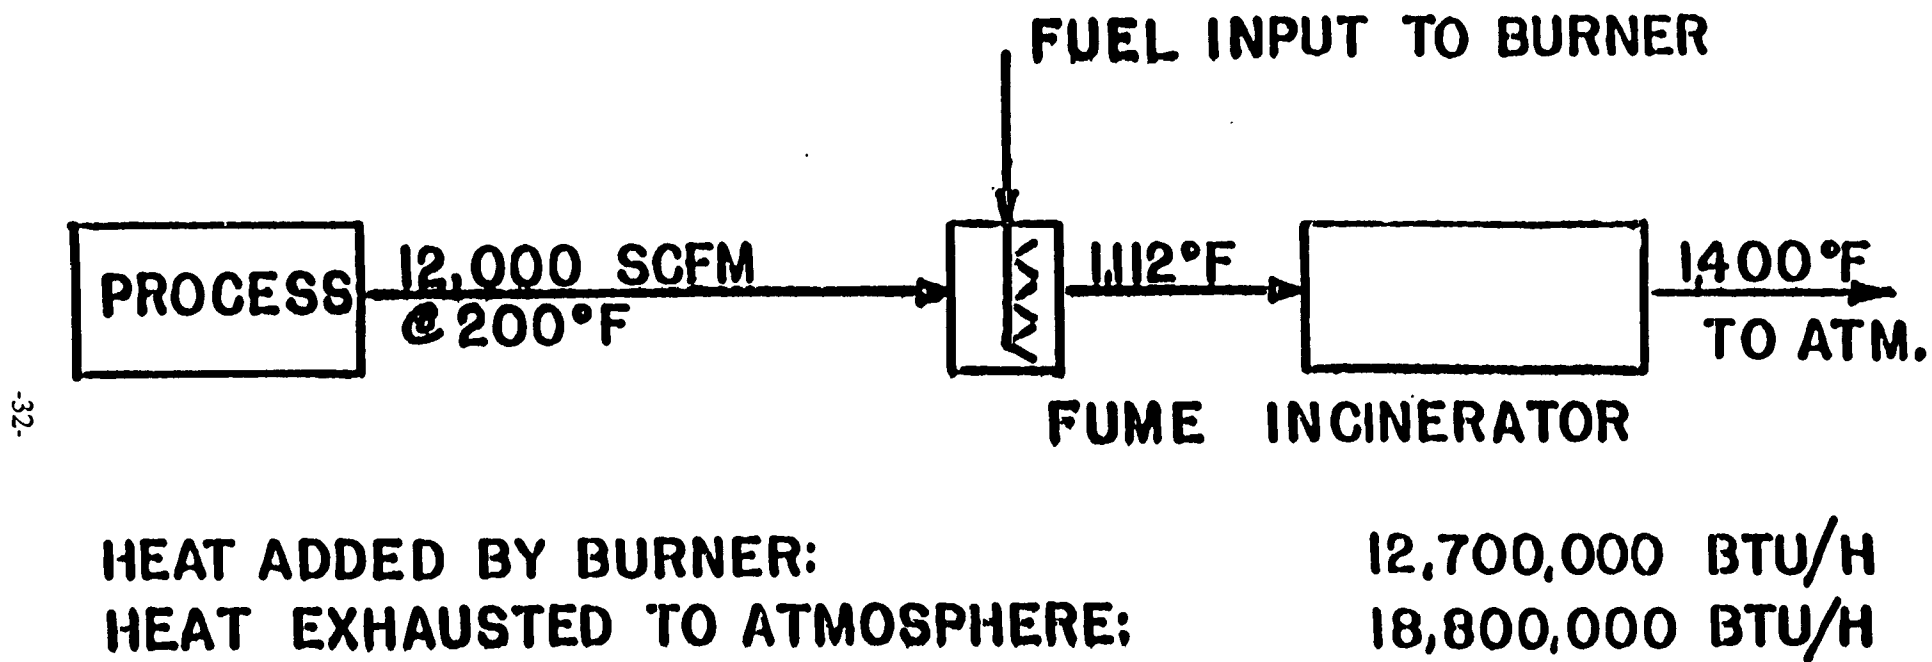 FUEL INPUT TO BURNER
PROCESS
12,000 SCFM
@ 200°F
1,112°F
1,400°F
TO ATM.
FUME INCINERATOR
-32-
HEAT ADDED BY BURNER: 12,700,000 BTU/H
HEAT EXHAUSTED TO ATMOSPHERE: 18,800,000 BTU/H